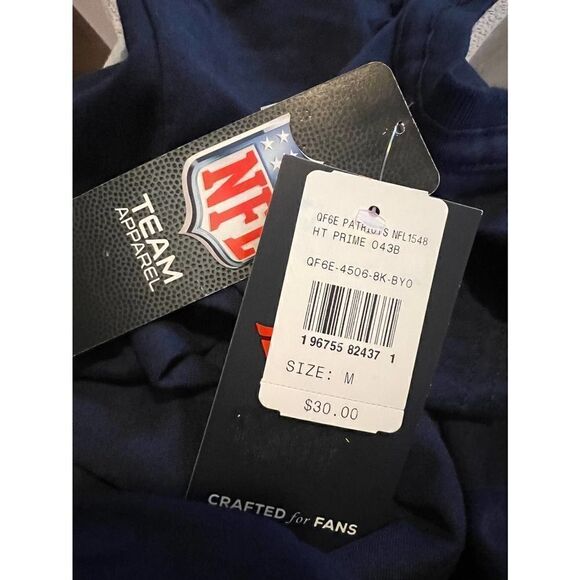 NFL
TEAM
APPAREL
QF6E PATRIOTS NFL1548
HT PRIME 043B
QF6E-4506-8K-BY0
1 96755 82437 1
SIZE: M
$30.00
CRAFTED for FANS